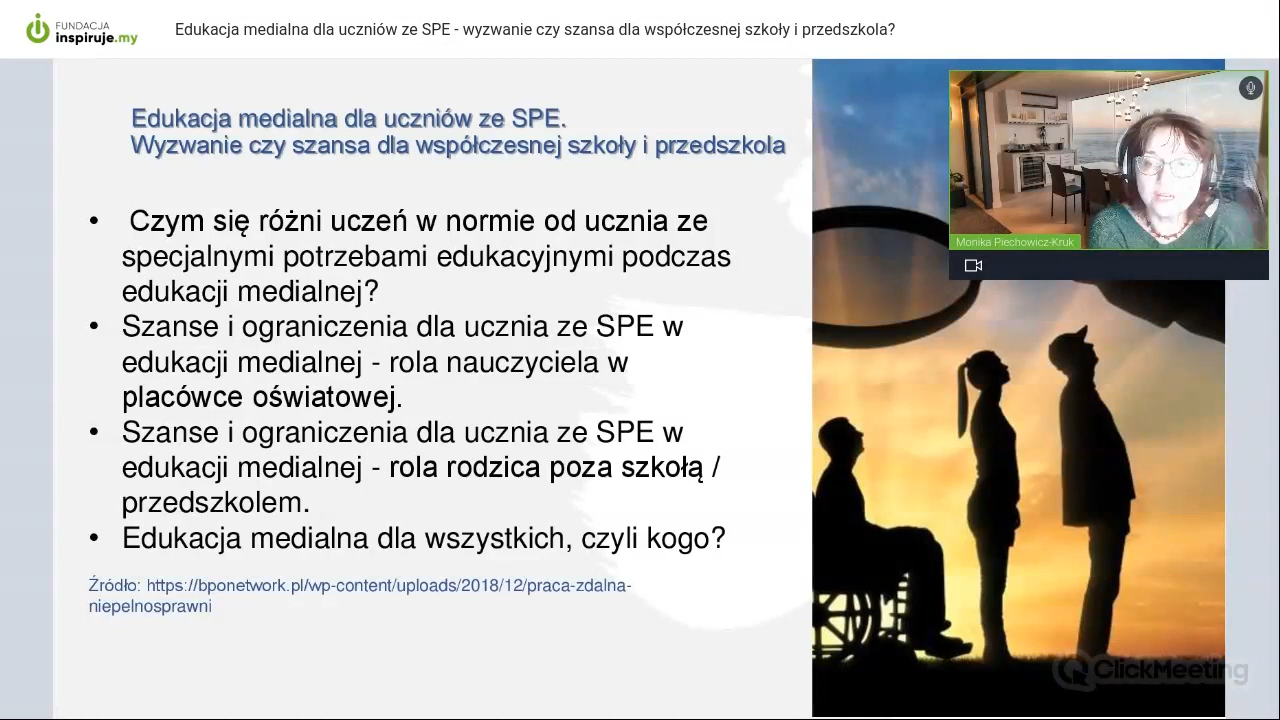 FUNDACJA
inspiruje.my
Edukacja medialna dla uczniów ze SPE - wyzwanie czy szansa dla współczesnej szkoły i przedszkola?
Edukacja medialna dla uczniów ze SPE.
Wyzwanie czy szansa dla współczesnej szkoły i przedszkola
Monika Piechowicz-Kruk
• Czym się różni uczeń w normie od ucznia ze
specjalnymi potrzebami edukacyjnymi podczas
edukacji medialnej?
• Szanse i ograniczenia dla ucznia ze SPE w
edukacji medialnej - rola nauczyciela w
placówce oświatowej.
• Szanse i ograniczenia dla ucznia ze SPE w
edukacji medialnej - rola rodzica poza szkołą /
przedszkolem.
• Edukacja medialna dla wszystkich, czyli kogo?
Źródło: https://bponetwork.pl/wp-content/uploads/2018/12/praca-zdalna-
niepelnosprawni
ClickMeeting